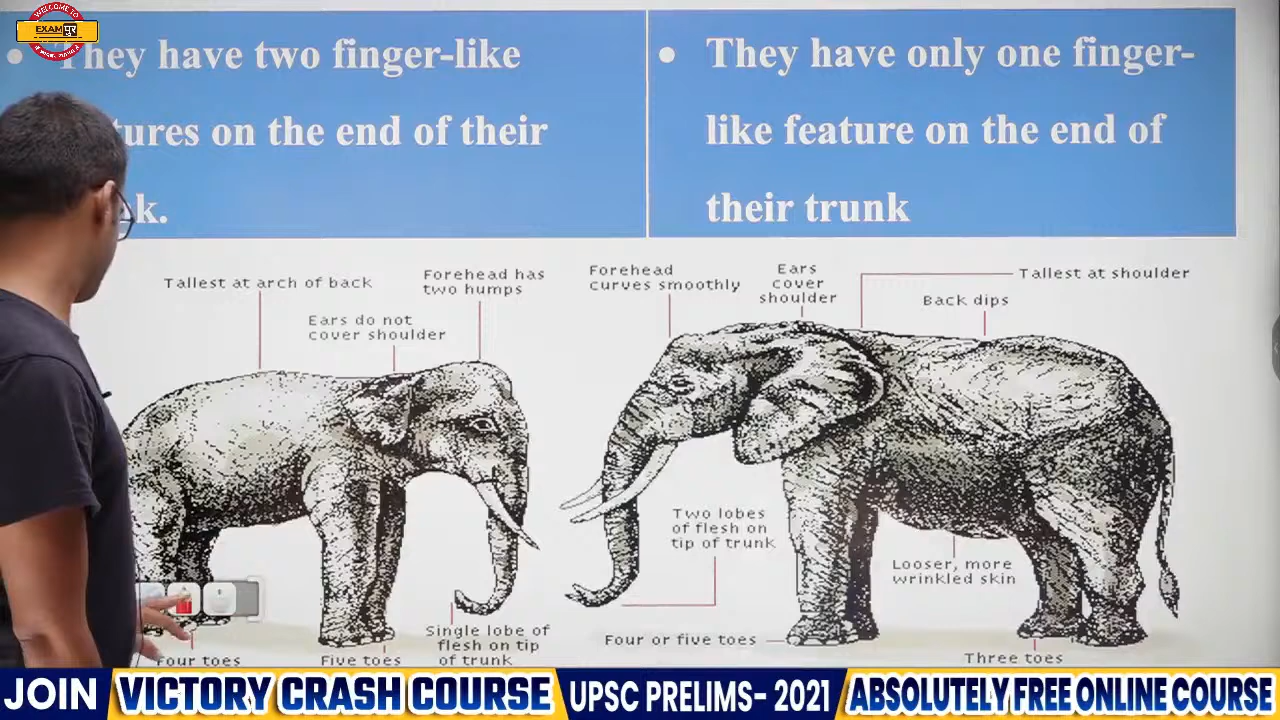 EXAMपुर
They have two finger-like
tures on the end of their
k.
They have only one finger-
like feature on the end of
their trunk
Tallest at arch of back
Forehead has
two humps
Ears do not
cover shoulder
Forehead
curves smoothly
Ears
cover
shoulder
Tallest at shoulder
Back dips
Two lobes
of flesh on
tip of trunk
Looser, more
wrinkled skin
Single lobe of
flesh on tip
of trunk
Four or five toes
Four toes
Five toes
Three toes
JOIN VICTORY CRASH COURSE UPSC PRELIMS- 2021 ABSOLUTELY FREE ONLINE COURSE